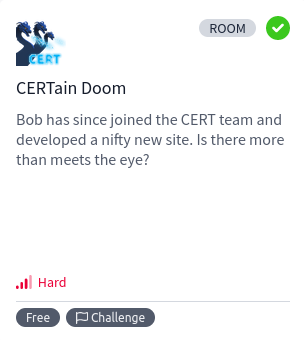 ROOM
CERT
CERTain Doom
Bob has since joined the CERT team and
developed a nifty new site. Is there more
than meets the eye?
Hard
Free
Challenge